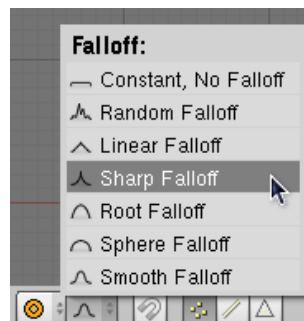 Falloff:
Constant, No Falloff
Random Falloff
Linear Falloff
Sharp Falloff
Root Falloff
Sphere Falloff
Smooth Falloff